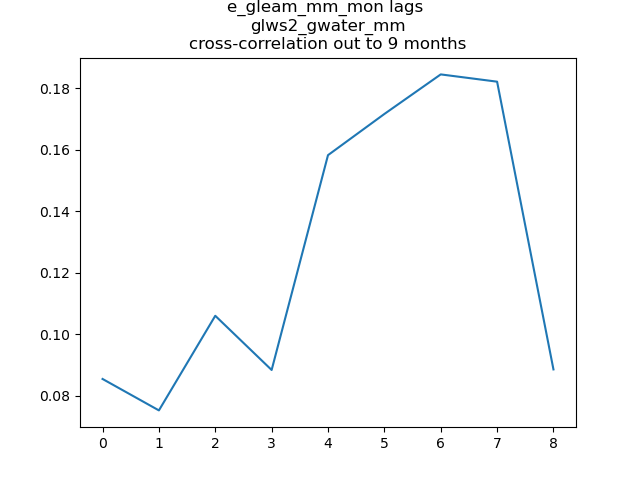 e_gleam_mm_mon lags
glws2_gwater_mm
cross-correlation out to 9 months
0.18
0.16
0.14
0.12
0.10
0.08
0 1 2 3 4 5 6 7 8